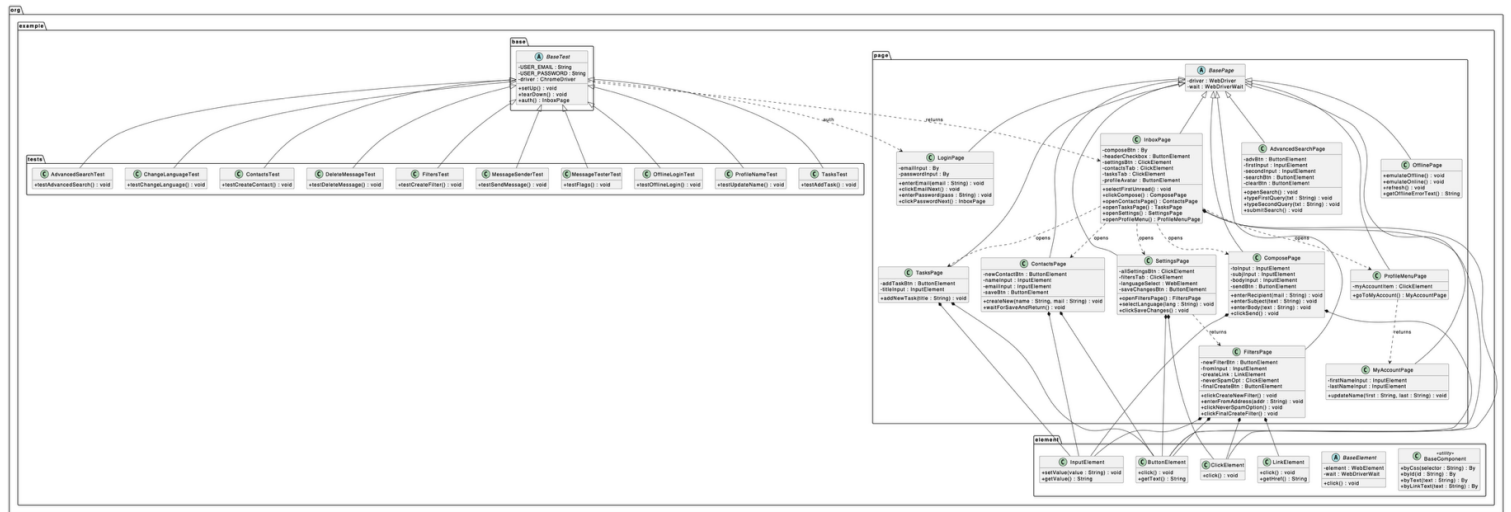 org
example
base
A BaseTest
-USER_EMAIL : String
-USER_PASSWORD : String
-driver : ChromeDriver
+setUp() : void
+tearDown() : void
+auth() : InboxPage
tests
C AdvancedSearchTest
+testAdvancedSearch() : void
C ChangeLanguageTest
+testChangeLanguage() : void
C ContactsTest
+testCreateContact() : void
C DeleteMessageTest
+testDeleteMessage() : void
C FiltersTest
+testCreateFilter() : void
C MessageSenderTest
+testSendMessage() : void
C MessageTesterTest
+testFlags() : void
C OfflineLoginTest
+testOfflineLogin() : void
C ProfileNameTest
+testUpdateName() : void
C TasksTest
+testAddTask() : void
auth
returns
page
A BasePage
-driver : WebDriver
-wait : WebDriverWait
C LoginPage
-emailInput : By
-passwordInput : By
+enterEmail(email : String) : void
+clickEmailNext() : void
+enterPassword(pass : String) : void
+clickPasswordNext() : InboxPage
C InboxPage
-composeBtn : By
-headerCheckbox : ButtonElement
-settingsBtn : ClickElement
-contactsTab : ClickElement
-tasksTab : ClickElement
-profileAvatar : ButtonElement
+selectFirstUnread() : void
+clickCompose() : ComposePage
+openContactsPage() : ContactsPage
+openTasksPage() : TasksPage
+openSettings() : SettingsPage
+openProfileMenu() : ProfileMenuPage
C AdvancedSearchPage
-advBtn : ButtonElement
-firstInput : InputElement
-secondInput : InputElement
-searchBtn : ButtonElement
-clearBtn : ButtonElement
+openSearch() : void
+typeFirstQuery(txt : String) : void
+typeSecondQuery(txt : String) : void
+submitSearch() : void
C OfflinePage
+emulateOffline() : void
+emulateOnline() : void
+refresh() : void
+getOfflineErrorText() : String
opens
opens
opens
opens
opens
C TasksPage
-addTaskBtn : ButtonElement
-titleInput : InputElement
+addNewTask(title : String) : void
C ContactsPage
-newContactBtn : ButtonElement
-nameInput : InputElement
-emailInput : InputElement
-saveBtn : ButtonElement
+createNew(name : String, mail : String) : void
+waitForSaveAndReturn() : void
C SettingsPage
-allSettingsBtn : ClickElement
-filtersTab : ClickElement
-languageSelect : WebElement
-saveChangesBtn : ButtonElement
+openFiltersPage() : FiltersPage
+selectLanguage(lang : String) : void
+clickSaveChanges() : void
C ComposePage
-toInput : InputElement
-subjInput : InputElement
-bodyInput : InputElement
-sendBtn : ButtonElement
+enterRecipient(mail : String) : void
+enterSubject(text : String) : void
+enterBody(text : String) : void
+clickSend() : void
C ProfileMenuPage
-myAccountItem : ClickElement
+goToMyAccount() : MyAccountPage
returns
returns
C FiltersPage
-newFilterBtn : ButtonElement
-fromInput : InputElement
-createLink : LinkElement
-neverSpamOpt : ClickElement
-finalCreateBtn : ButtonElement
+clickCreateNewFilter() : void
+enterFromAddress(addr : String) : void
+clickNeverSpamOption() : void
+clickFinalCreateFilter() : void
C MyAccountPage
-firstNameInput : InputElement
-lastNameInput : InputElement
+updateName(first : String, last : String) : void
element
C InputElement
+setValue(value : String) : void
+getValue() : String
C ButtonElement
+click() : void
+getText() : String
C ClickElement
+click() : void
C LinkElement
+click() : void
+getHref() : String
A BaseElement
-element : WebElement
-wait : WebDriverWait
+click() : void
C «utility»
BaseComponent
+byCss(selector : String) : By
+byId(id : String) : By
+byText(text : String) : By
+byLinkText(text : String) : By